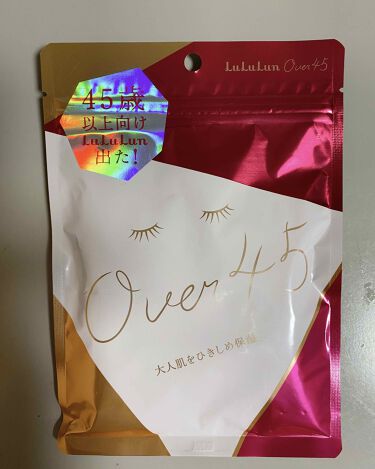 LuLuLun Over45
45歳
以上向け
LuLuLun
出た!
Over45
大人肌をひきしめ保湿